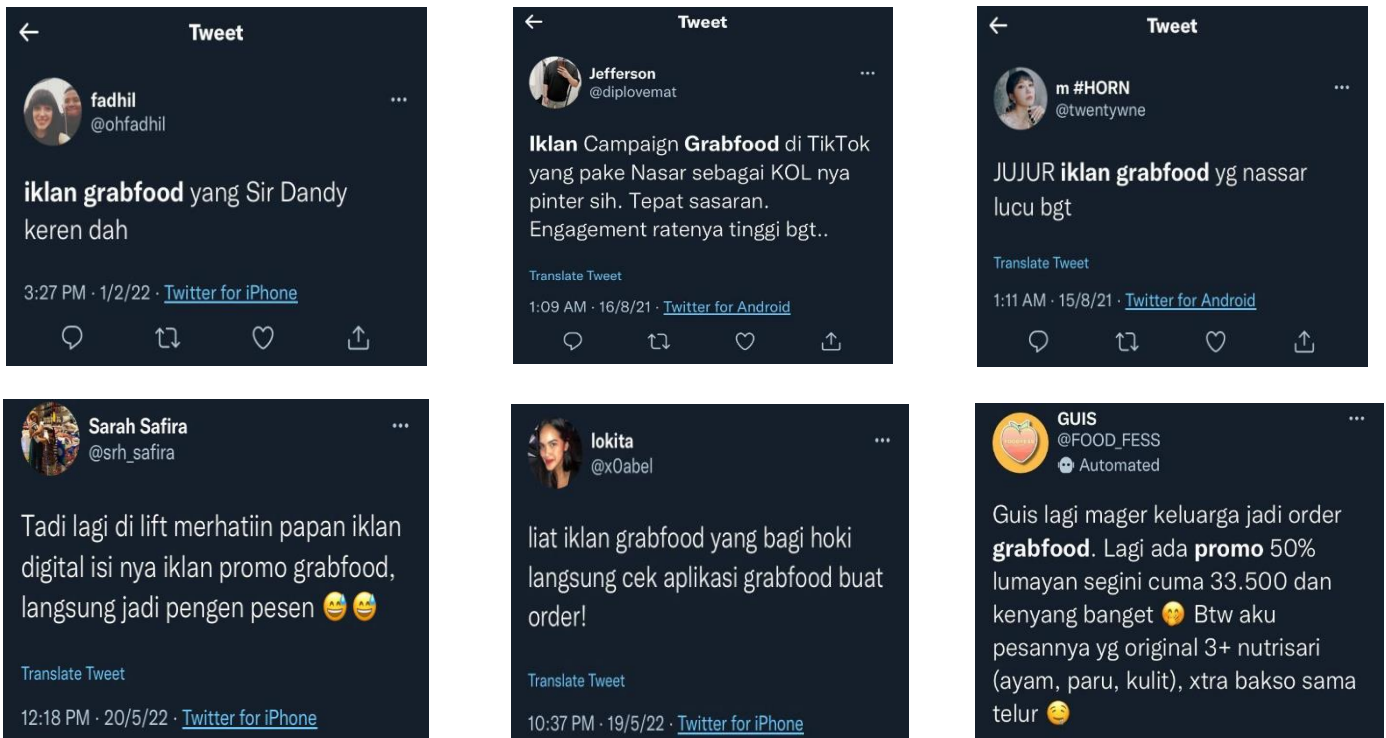 Tweet
fadhil
@ohfadhil
iklan grabfood yang Sir Dandy
keren dah
3:27 PM · 1/2/22 · Twitter for iPhone
Tweet
Jefferson
@diplovemat
Iklan Campaign Grabfood di TikTok
yang pake Nasar sebagai KOL nya
pinter sih. Tepat sasaran.
Engagement ratenya tinggi bgt..
Translate Tweet
1:09 AM · 16/8/21 · Twitter for Android
Tweet
m #HORN
@twentywne
JUJUR iklan grabfood yg nassar
lucu bgt
Translate Tweet
1:11 AM · 15/8/21 · Twitter for Android
Sarah Safira
@srh_safira
Tadi lagi di lift merhatiin papan iklan
digital isi nya iklan promo grabfood,
langsung jadi pengen pesen 😅😅
Translate Tweet
12:18 PM · 20/5/22 · Twitter for iPhone
lokita
@x0abel
liat iklan grabfood yang bagi hoki
langsung cek aplikasi grabfood buat
order!
Translate Tweet
10:37 PM · 19/5/22 · Twitter for iPhone
GUIS
@FOOD_FESS
Automated
Guis lagi mager keluarga jadi order
grabfood. Lagi ada promo 50%
lumayan segini cuma 33.500 dan
kenyang banget 🤭 Btw aku
pesannya yg original 3+ nutrisari
(ayam, paru, kulit), xtra bakso sama
telur 🤤